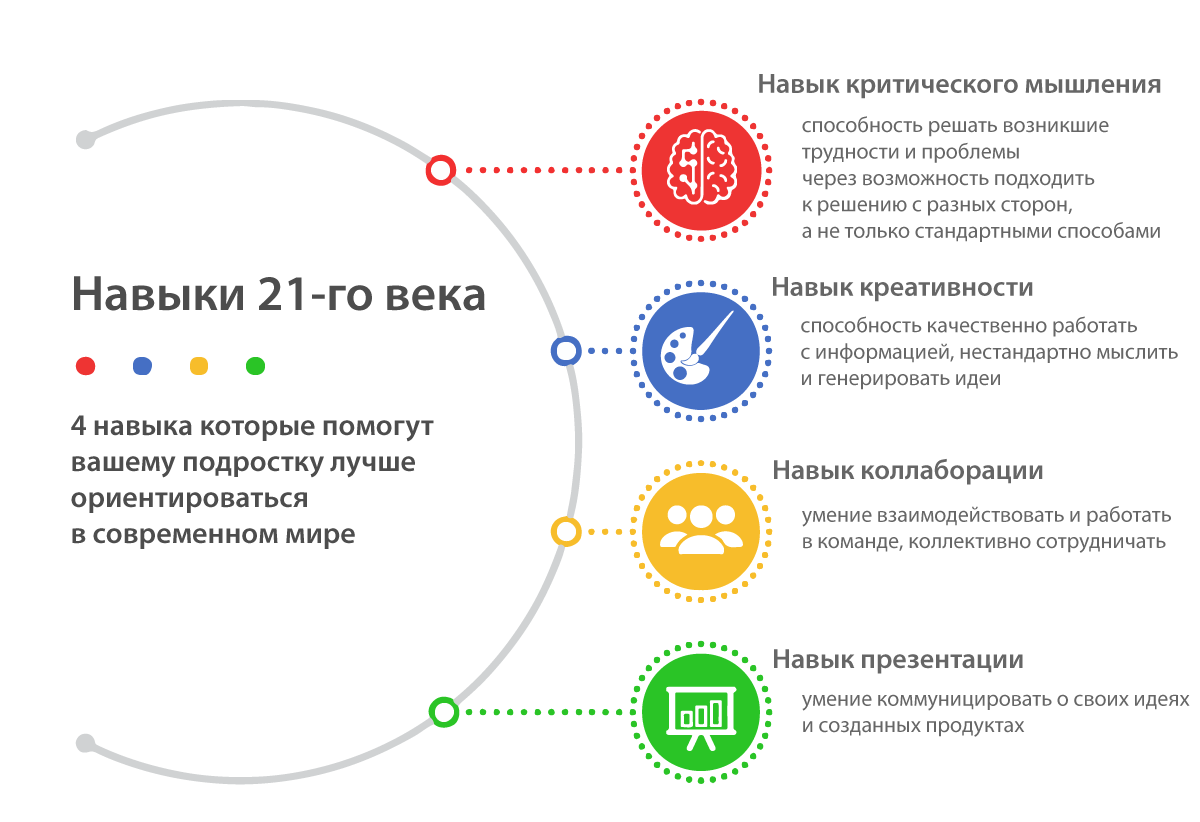 Навыки 21-го века
4 навыка которые помогут
вашему подростку лучше
ориентироваться
в современном мире
Навык критического мышления
способность решать возникшие
трудности и проблемы
через возможность подходить
к решению с разных сторон,
а не только стандартными способами
Навык креативности
способность качественно работать
с информацией, нестандартно мыслить
и генерировать идеи
Навык коллаборации
умение взаимодействовать и работать
в команде, коллективно сотрудничать
Навык презентации
умение коммуницировать о своих идеях
и созданных продуктах